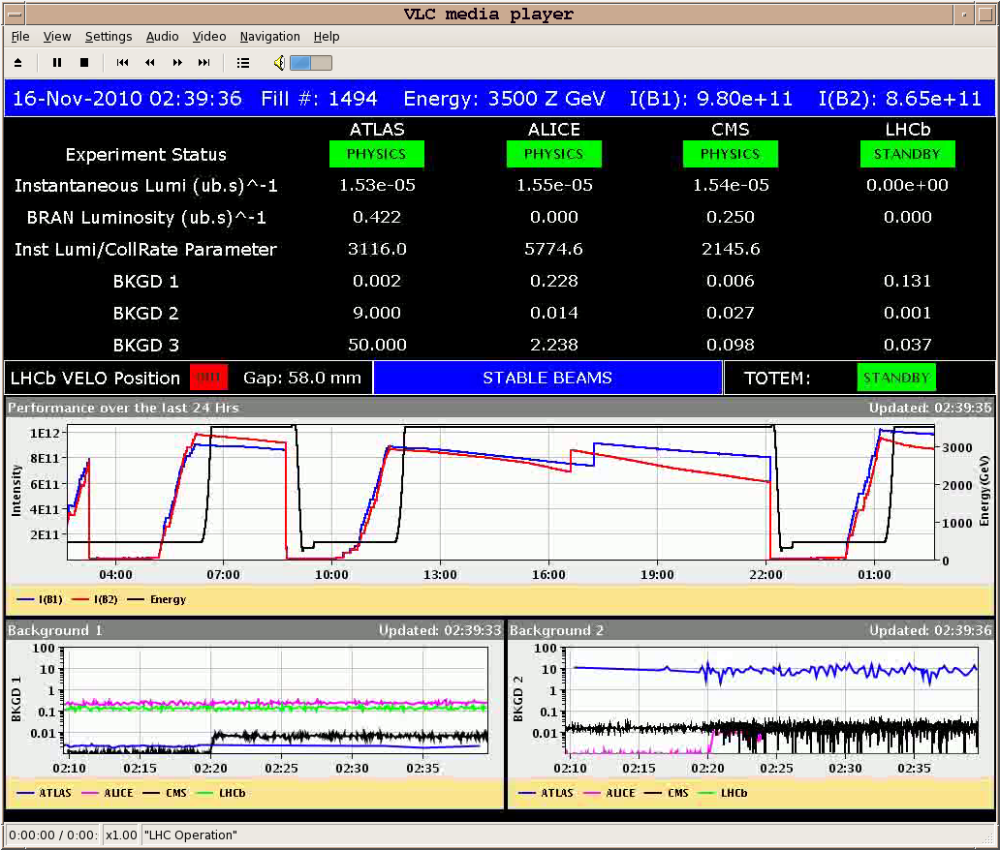 VLC media player
File View Settings Audio Video Navigation Help
16-Nov-2010 02:39:36 Fill #: 1494 Energy: 3500 Z GeV I(B1): 9.80e+11 I(B2): 8.65e+11
ATLAS ALICE CMS LHCb
Experiment Status PHYSICS PHYSICS PHYSICS STANDBY
Instantaneous Lumi (ub.s)^-1 1.53e-05 1.55e-05 1.54e-05 0.00e+00
BRAN Luminosity (ub.s)^-1 0.422 0.000 0.250 0.000
Inst Lumi/CollRate Parameter 3116.0 5774.6 2145.6
BKGD 1 0.002 0.228 0.006 0.131
BKGD 2 9.000 0.014 0.027 0.001
BKGD 3 50.000 2.238 0.098 0.037
LHCb VELO Position OUT Gap: 58.0 mm STABLE BEAMS TOTEM: STANDBY
Performance over the last 24 Hrs Updated: 02:39:35
Intensity
1E12
8E11
6E11
4E11
2E11
3000
2000
1000
0
Energy(GeV)
04:00 07:00 10:00 13:00 16:00 19:00 22:00 01:00
I(B1) I(B2) Energy
Background 1 Updated: 02:39:33
BKGD 1
100
10
1
0.1
0.01
02:10 02:15 02:20 02:25 02:30 02:35
ATLAS ALICE CMS LHCb
Background 2 Updated: 02:39:36
BKGD 2
100
10
1
0.1
0.01
02:10 02:15 02:20 02:25 02:30 02:35
ATLAS ALICE CMS LHCb
0:00:00 / 0:00: x1.00 "LHC Operation"